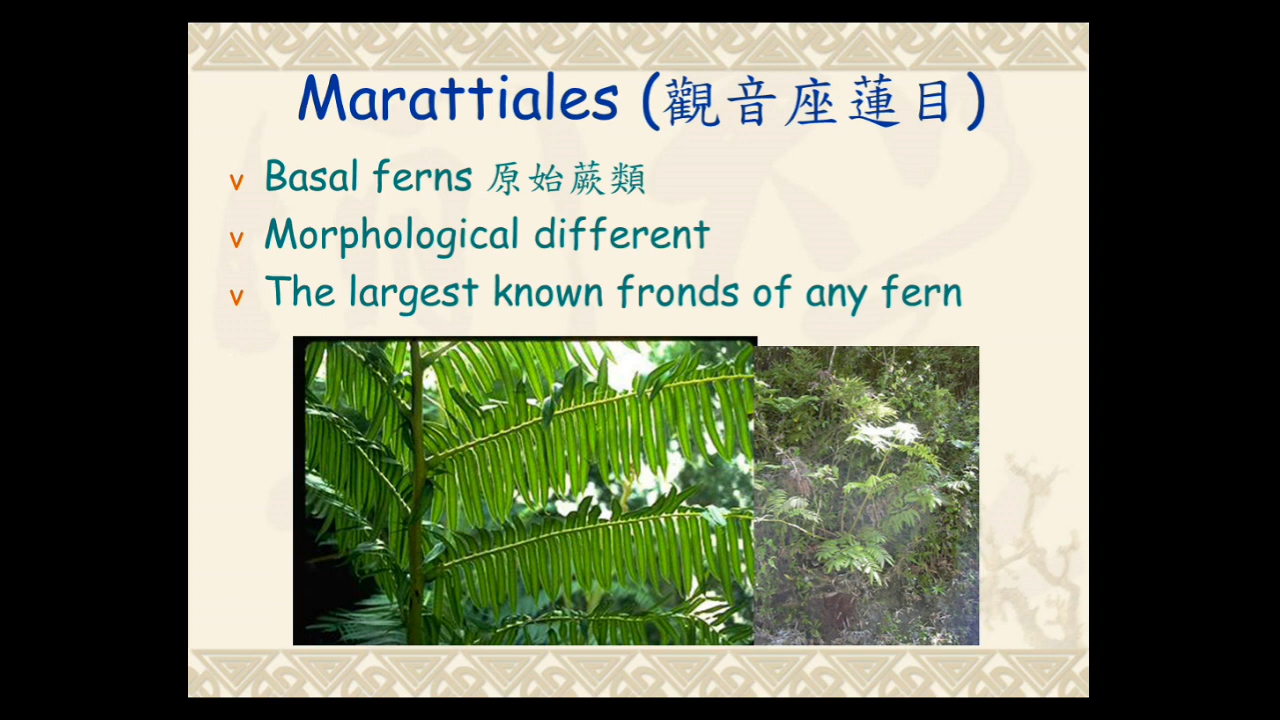 Marattiales (觀音座蓮目)
v Basal ferns 原始蕨類
v Morphological different
v The largest known fronds of any fern